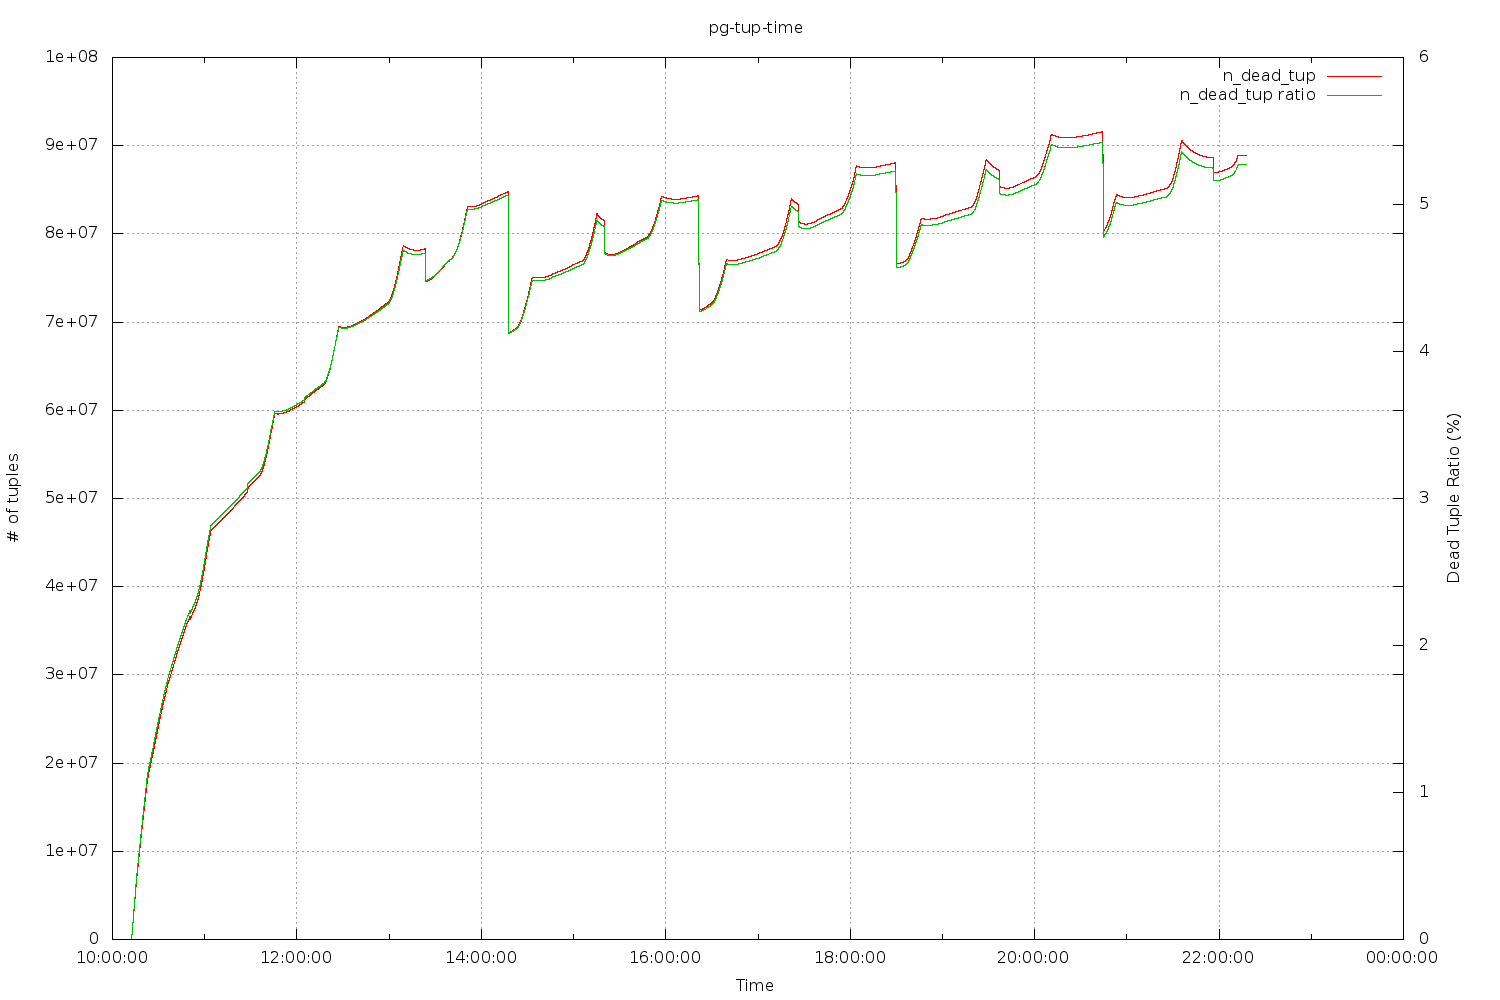 pg-tup-time
n_dead_tup
n_dead_tup ratio
# of tuples
1e+08
9e+07
8e+07
7e+07
6e+07
5e+07
4e+07
3e+07
2e+07
1e+07
0
6
5
4
3
2
1
0
Dead Tuple Ratio (%)
10:00:00 12:00:00 14:00:00 16:00:00 18:00:00 20:00:00 22:00:00 00:00:00
Time